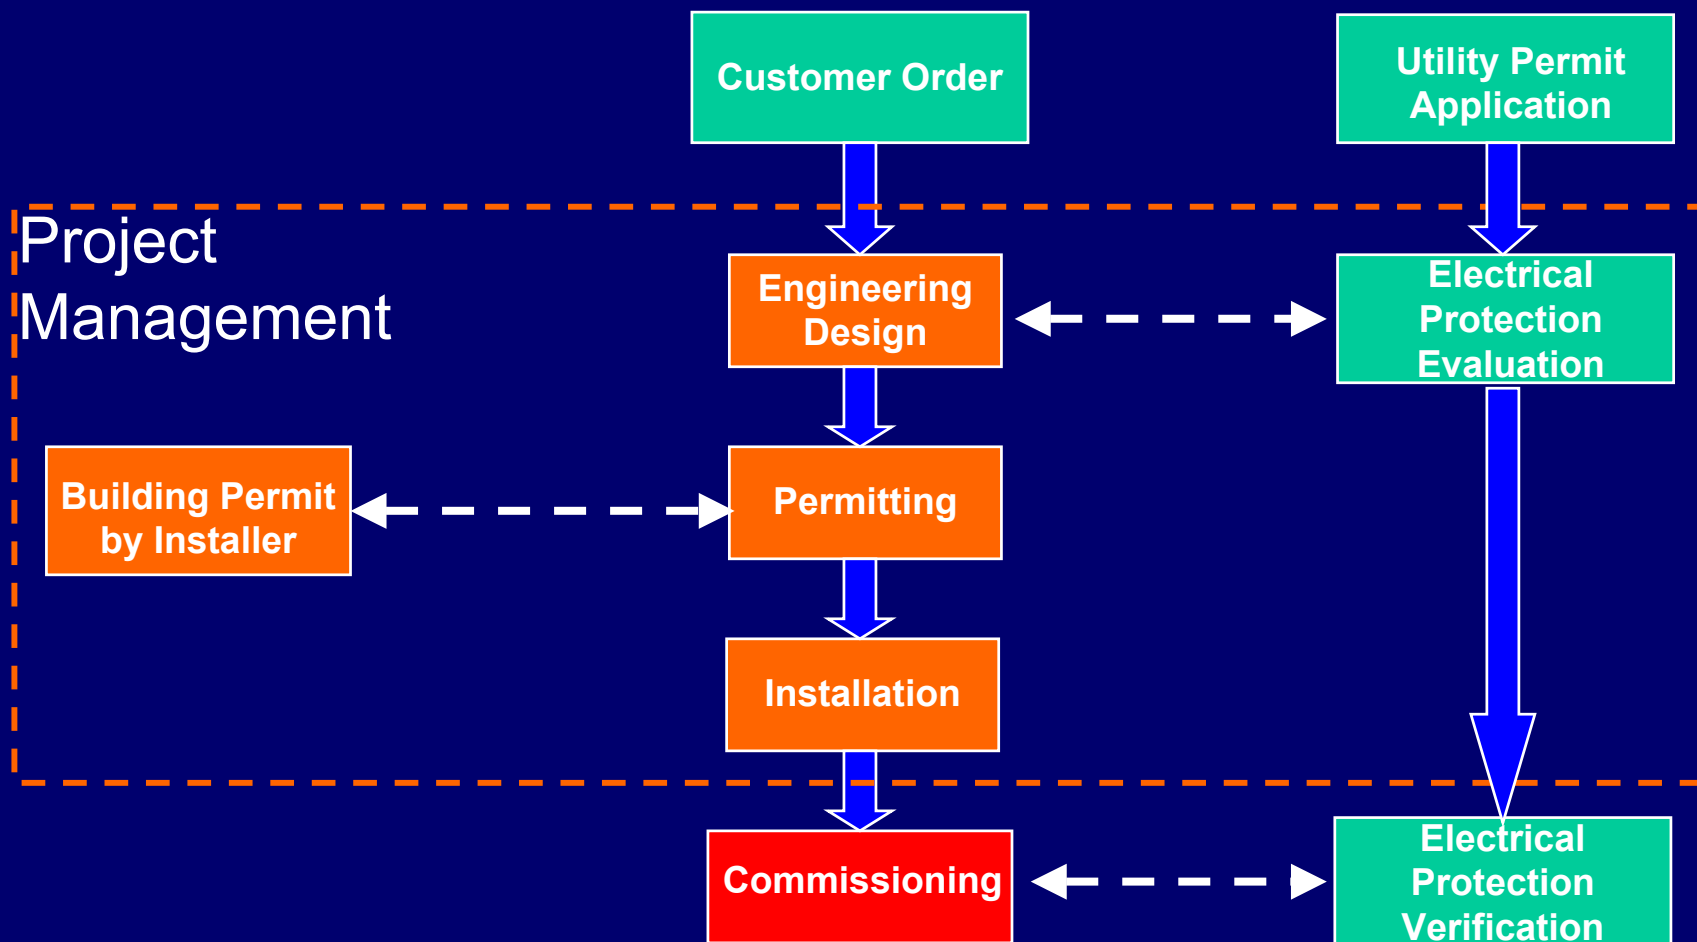 Customer Order
Utility Permit
Application
Project
Management
Engineering
Design
Electrical
Protection
Evaluation
Building Permit
by Installer
Permitting
Installation
Commissioning
Electrical
Protection
Verification